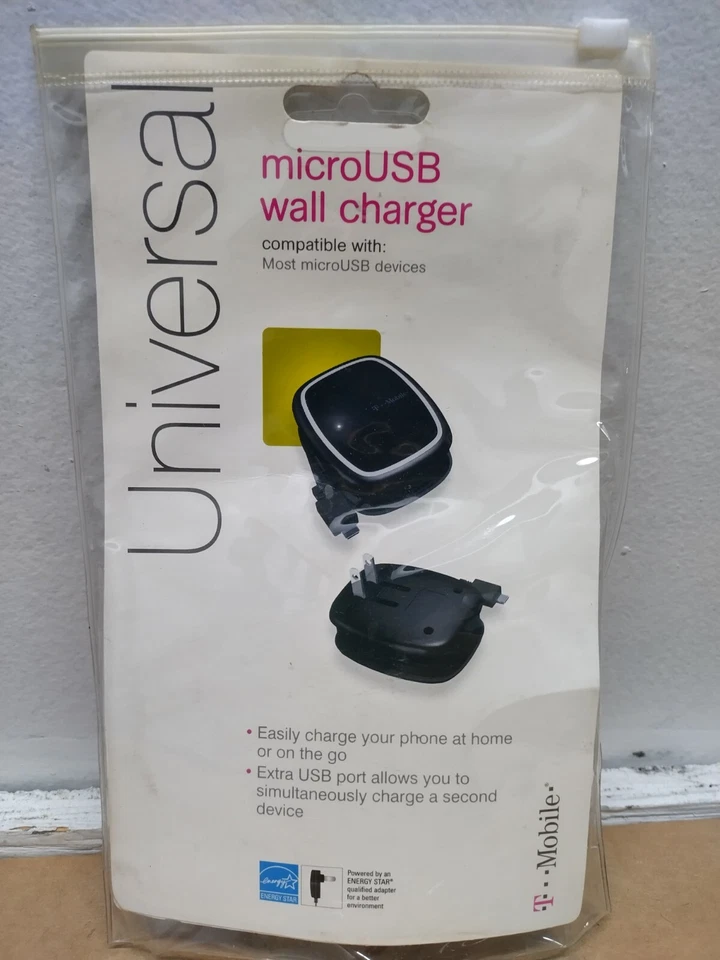 Universal
microUSB
wall charger
compatible with:
Most microUSB devices
T··Mobile
• Easily charge your phone at home
or on the go
• Extra USB port allows you to
simultaneously charge a second
device
energy
ENERGY STAR
Powered by an
ENERGY STAR®
qualified adapter
for a better
environment
T··Mobile·®